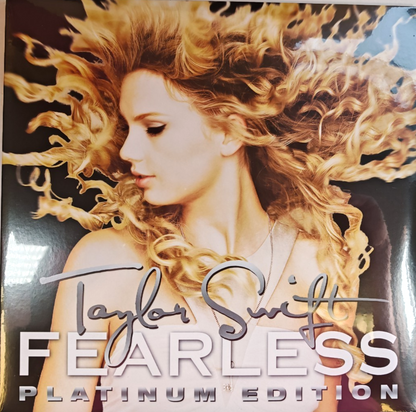 Taylor Swift
FEARLESS
PLATINUM EDITION